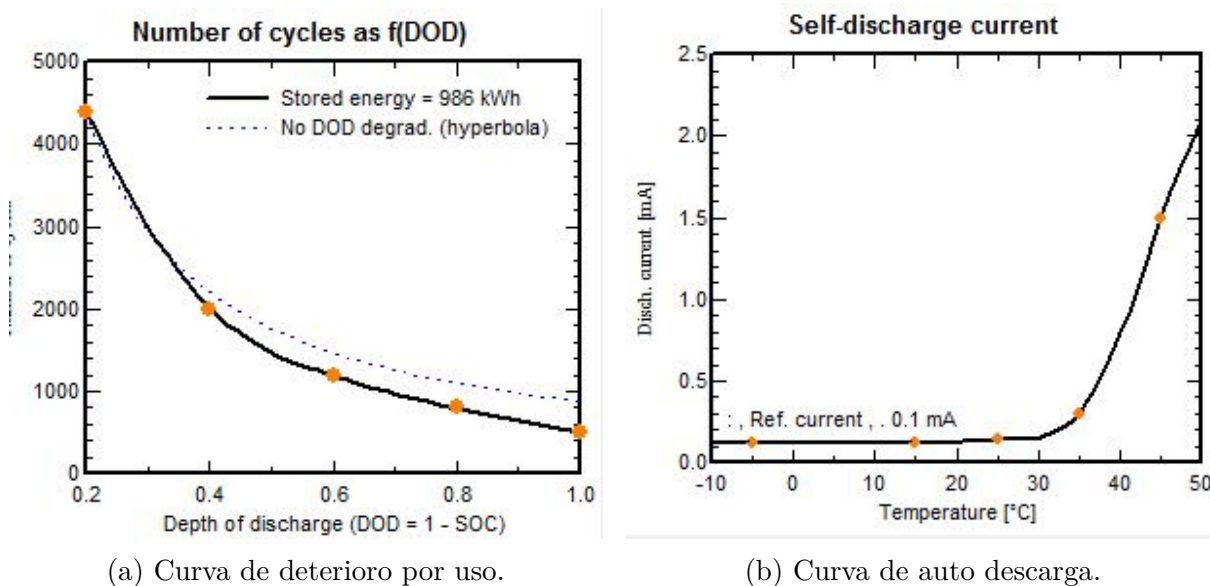 Number of cycles as f(DOD)
5000
4000
3000
2000
1000
0
Stored energy = 986 kWh
No DOD degrad. (hyperbola)
0.2 0.4 0.6 0.8 1.0
Depth of discharge (DOD = 1 - SOC)
(a) Curva de deterioro por uso.
Self-discharge current
Disch. current [mA]
2.5
2.0
1.5
1.0
0.5
0.0
: , Ref. current , . 0.1 mA
-10 0 10 20 30 40 50
Temperature [°C]
(b) Curva de auto descarga.